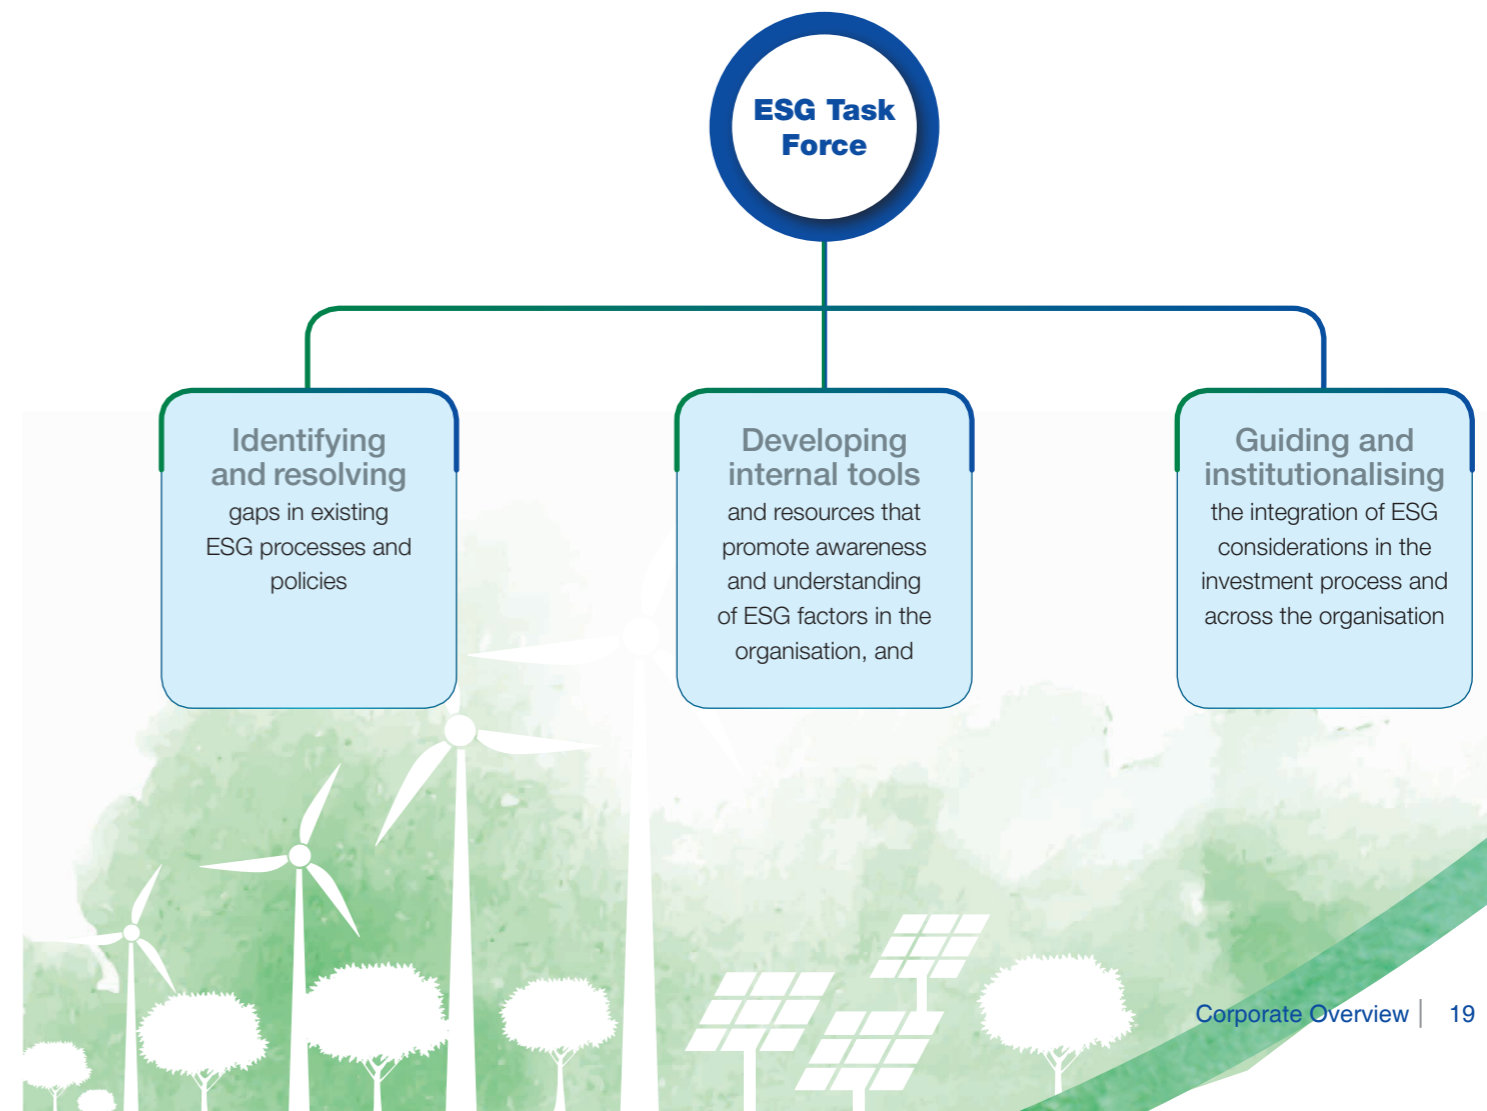 ESG Task
Force
Identifying
and resolving
gaps in existing
ESG processes and
policies
Developing
internal tools
and resources that
promote awareness
and understanding
of ESG factors in the
organisation, and
Guiding and
institutionalising
the integration of ESG
considerations in the
investment process and
across the organisation
Corporate Overview | 19